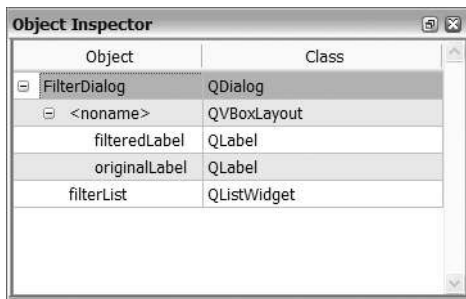 Object Inspector
Object Class
FilterDialog QDialog
<noname> QVBoxLayout
filteredLabel QLabel
originalLabel QLabel
filterList QListWidget